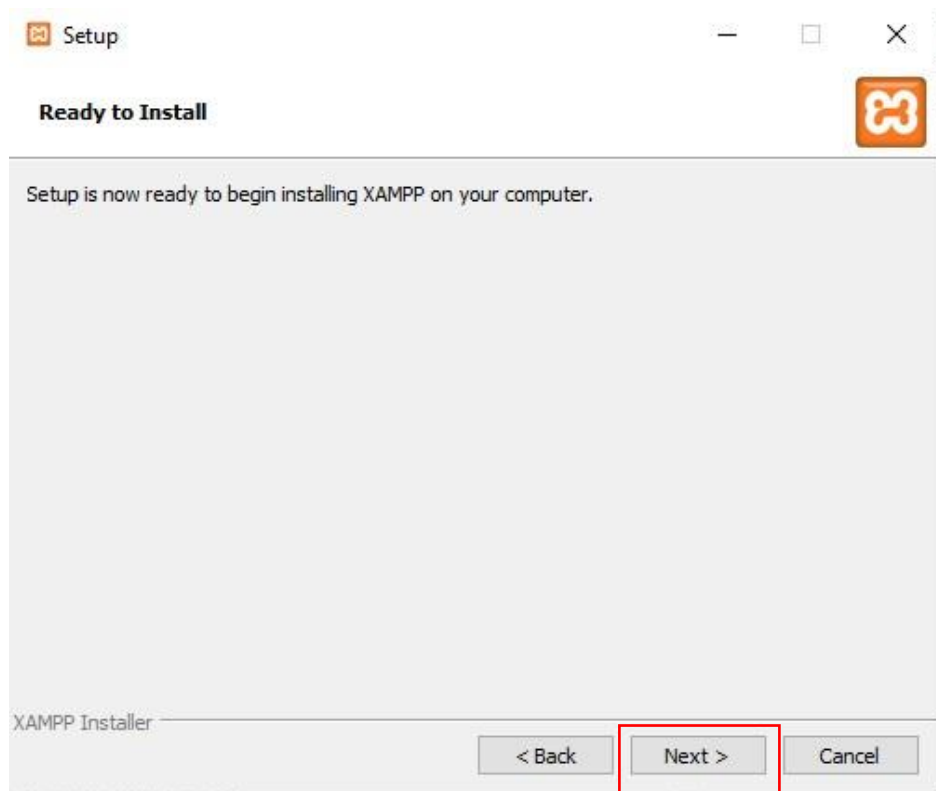 Setup
Ready to Install
Setup is now ready to begin installing XAMPP on your computer.
XAMPP Installer
< Back Next > Cancel